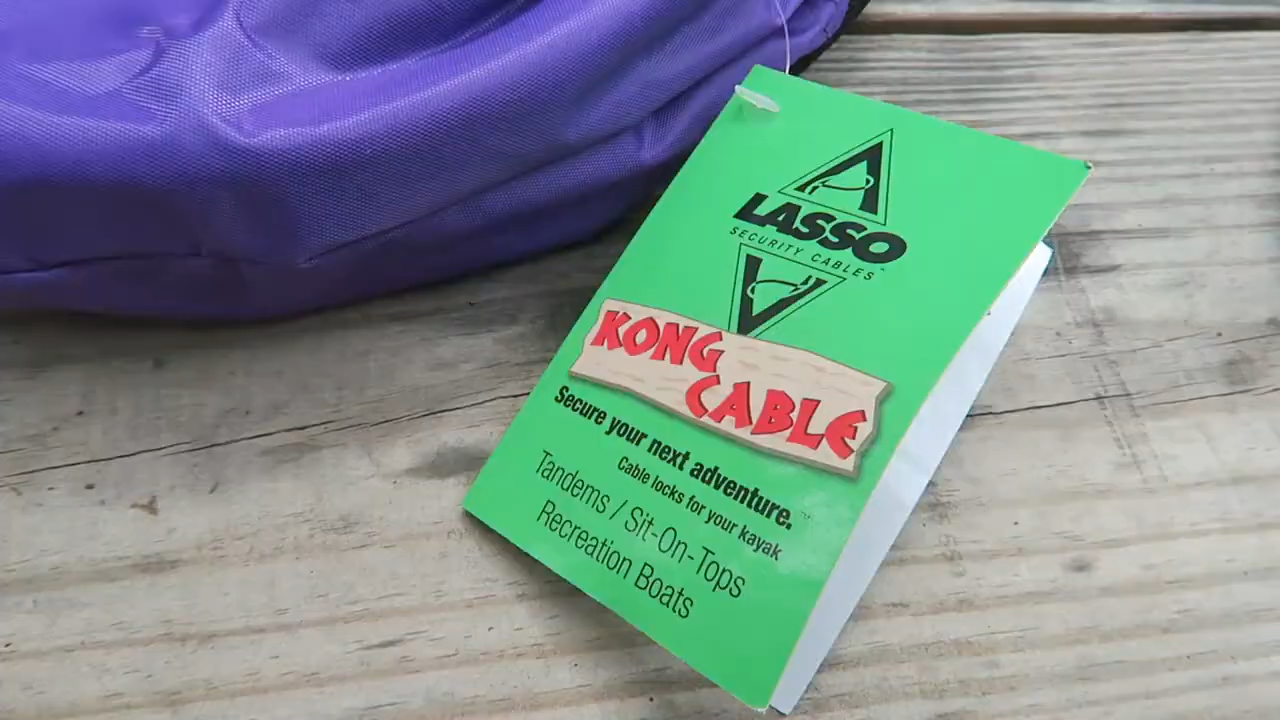 LASSO
SECURITY CABLES™
KONG
CABLE
Secure your next adventure.™
Cable locks for your kayak
Tandems / Sit-On-Tops
Recreation Boats